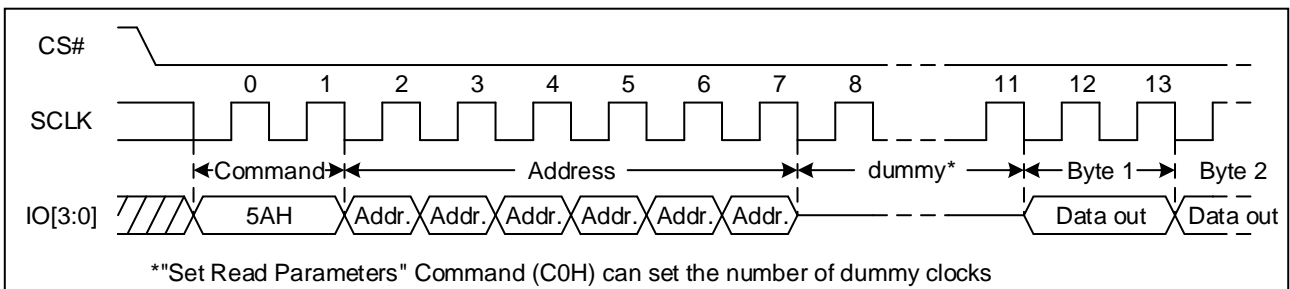 CS#
0 1 2 3 4 5 6 7 8 11 12 13
SCLK
Command Address dummy* Byte 1 Byte 2
IO[3:0] 5AH Addr. Addr. Addr. Addr. Addr. Addr. Data out Data out
*"Set Read Parameters" Command (C0H) can set the number of dummy clocks